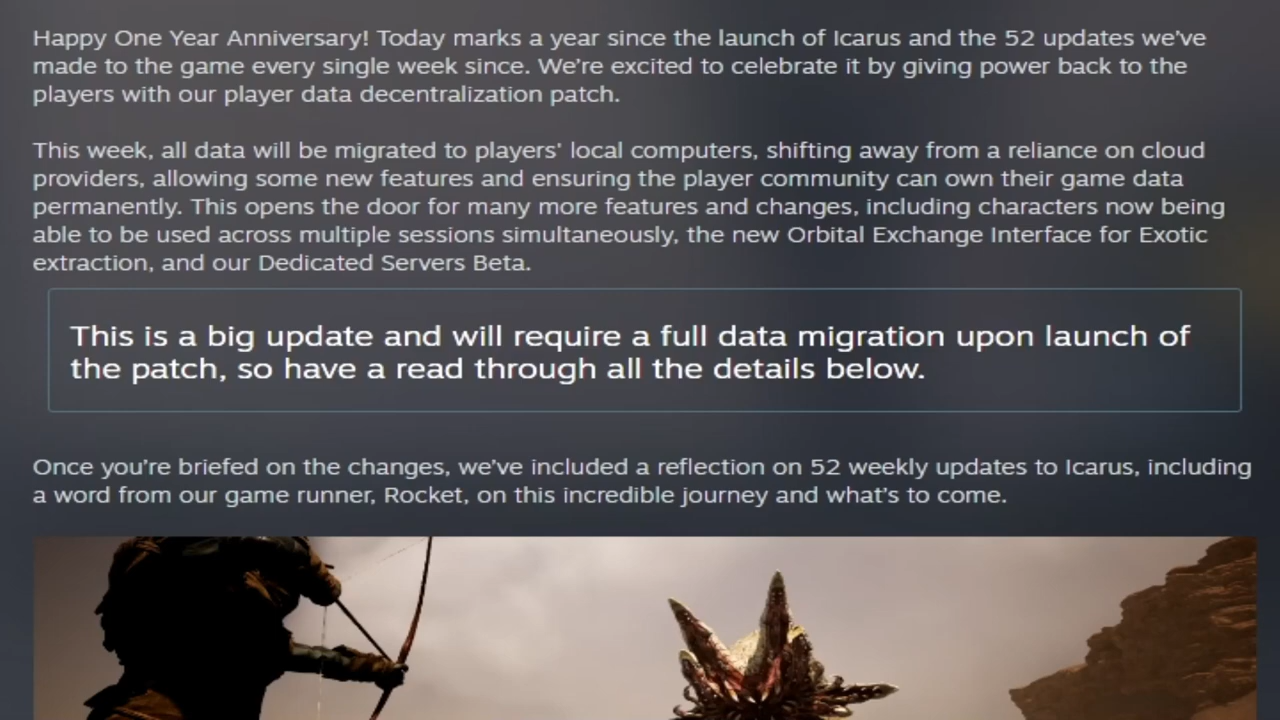 Happy One Year Anniversary! Today marks a year since the launch of Icarus and the 52 updates we've
made to the game every single week since. We're excited to celebrate it by giving power back to the
players with our player data decentralization patch.
This week, all data will be migrated to players' local computers, shifting away from a reliance on cloud
providers, allowing some new features and ensuring the player community can own their game data
permanently. This opens the door for many more features and changes, including characters now being
able to be used across multiple sessions simultaneously, the new Orbital Exchange Interface for Exotic
extraction, and our Dedicated Servers Beta.
This is a big update and will require a full data migration upon launch of
the patch, so have a read through all the details below.
Once you're briefed on the changes, we've included a reflection on 52 weekly updates to Icarus, including
a word from our game runner, Rocket, on this incredible journey and what's to come.